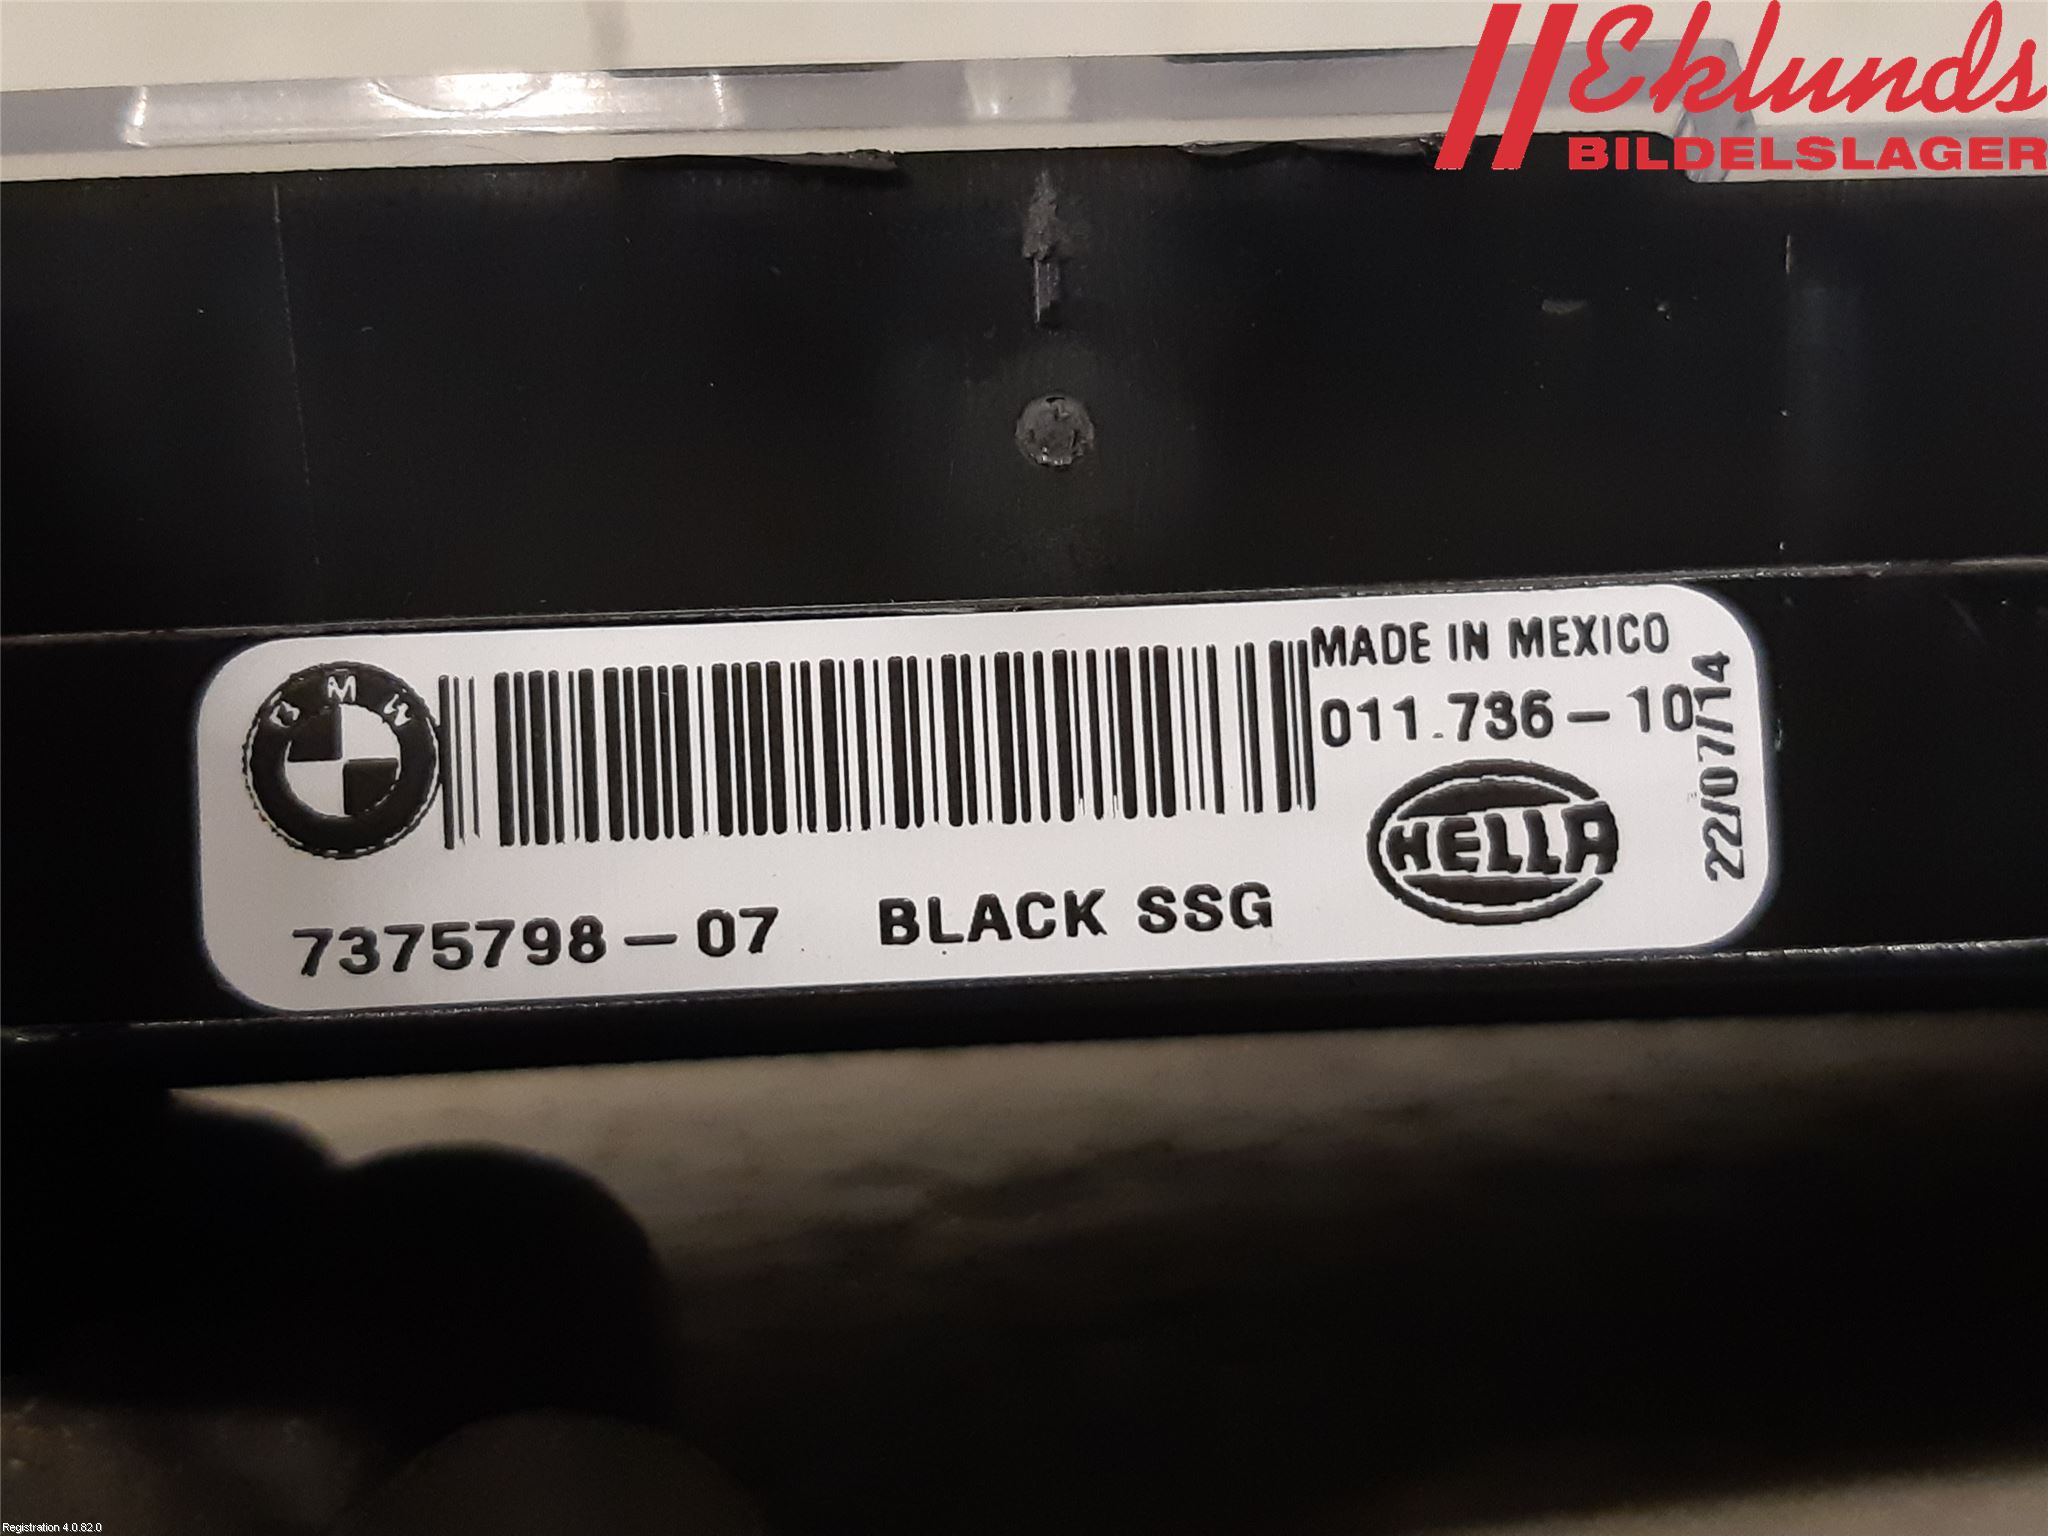 Eklunds
BILDELSLAGER
BMW
MADE IN MEXICO
011.736-10
22/07/14
HELLA
7375798-07 BLACK SSG
Registration 4.0.82.0